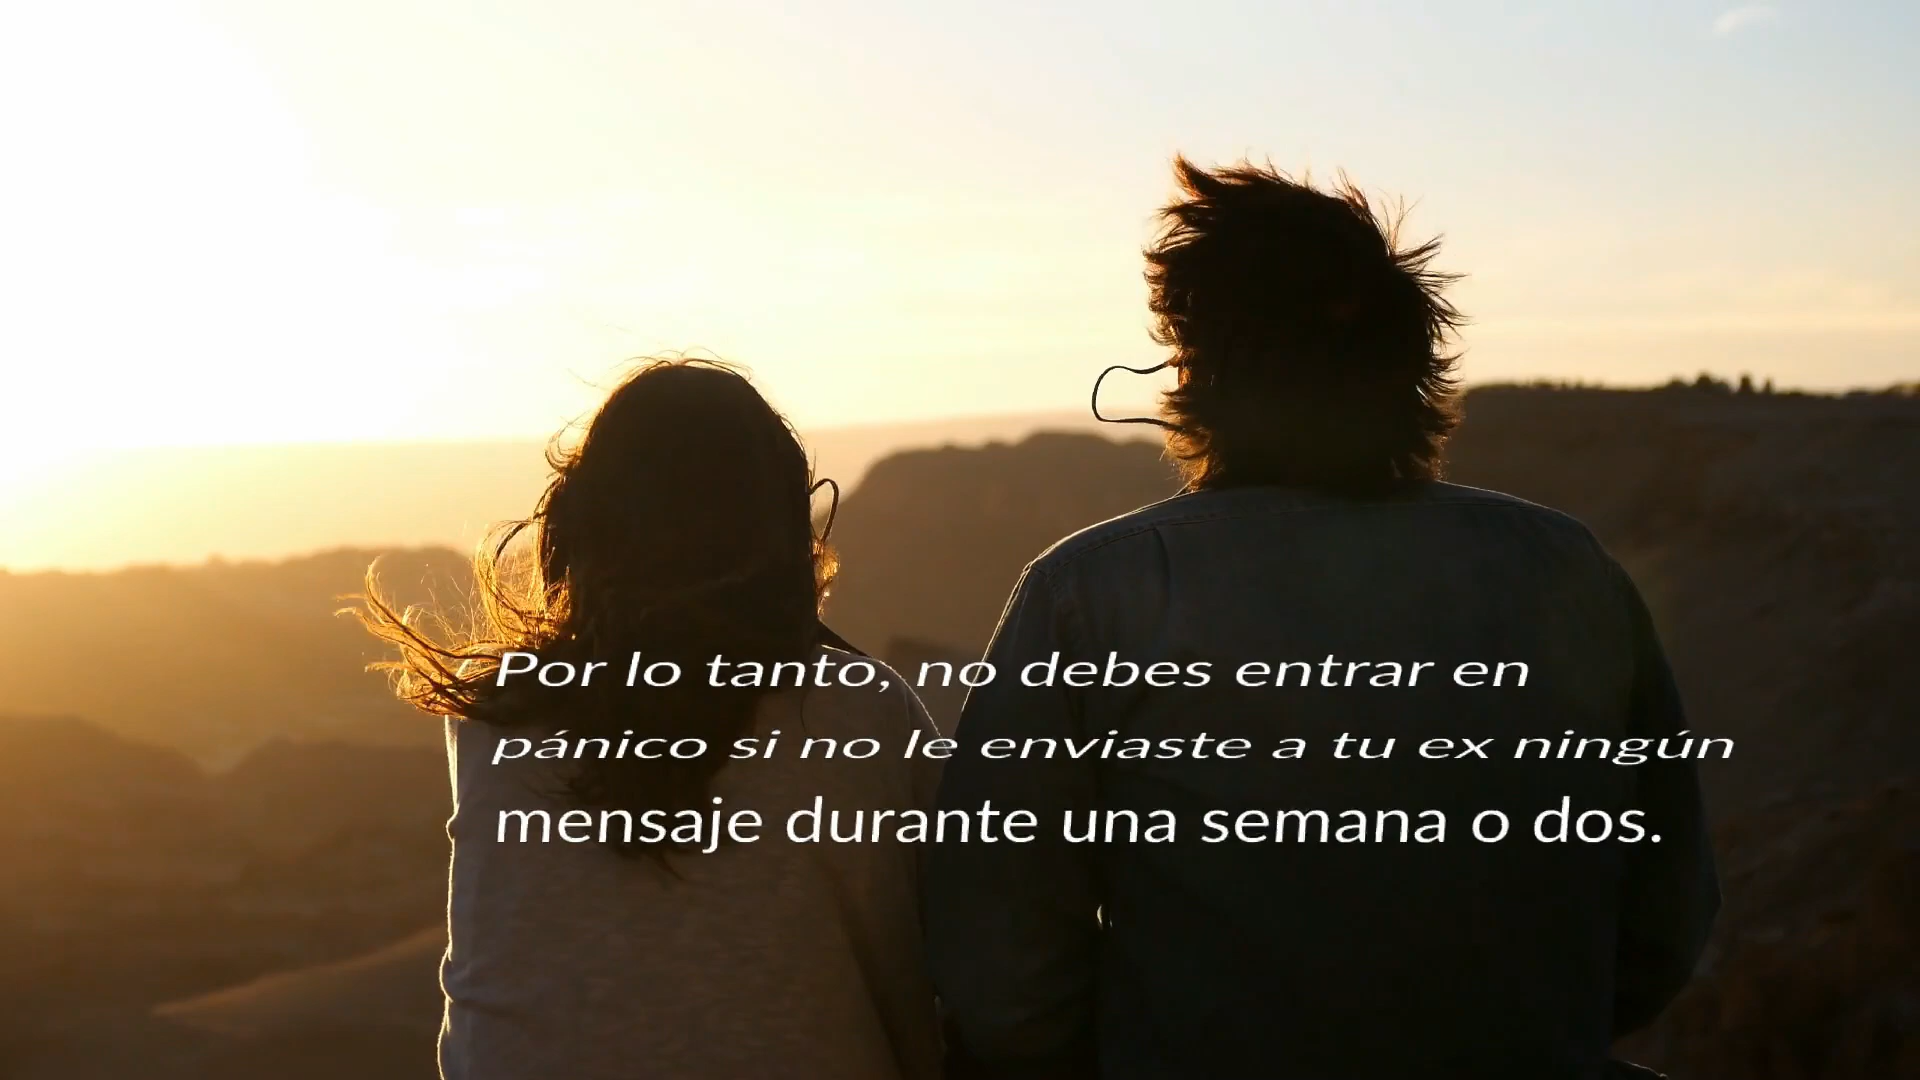 Por lo tanto, no debes entrar en
pánico si no le enviaste a tu ex ningún
mensaje durante una semana o dos.